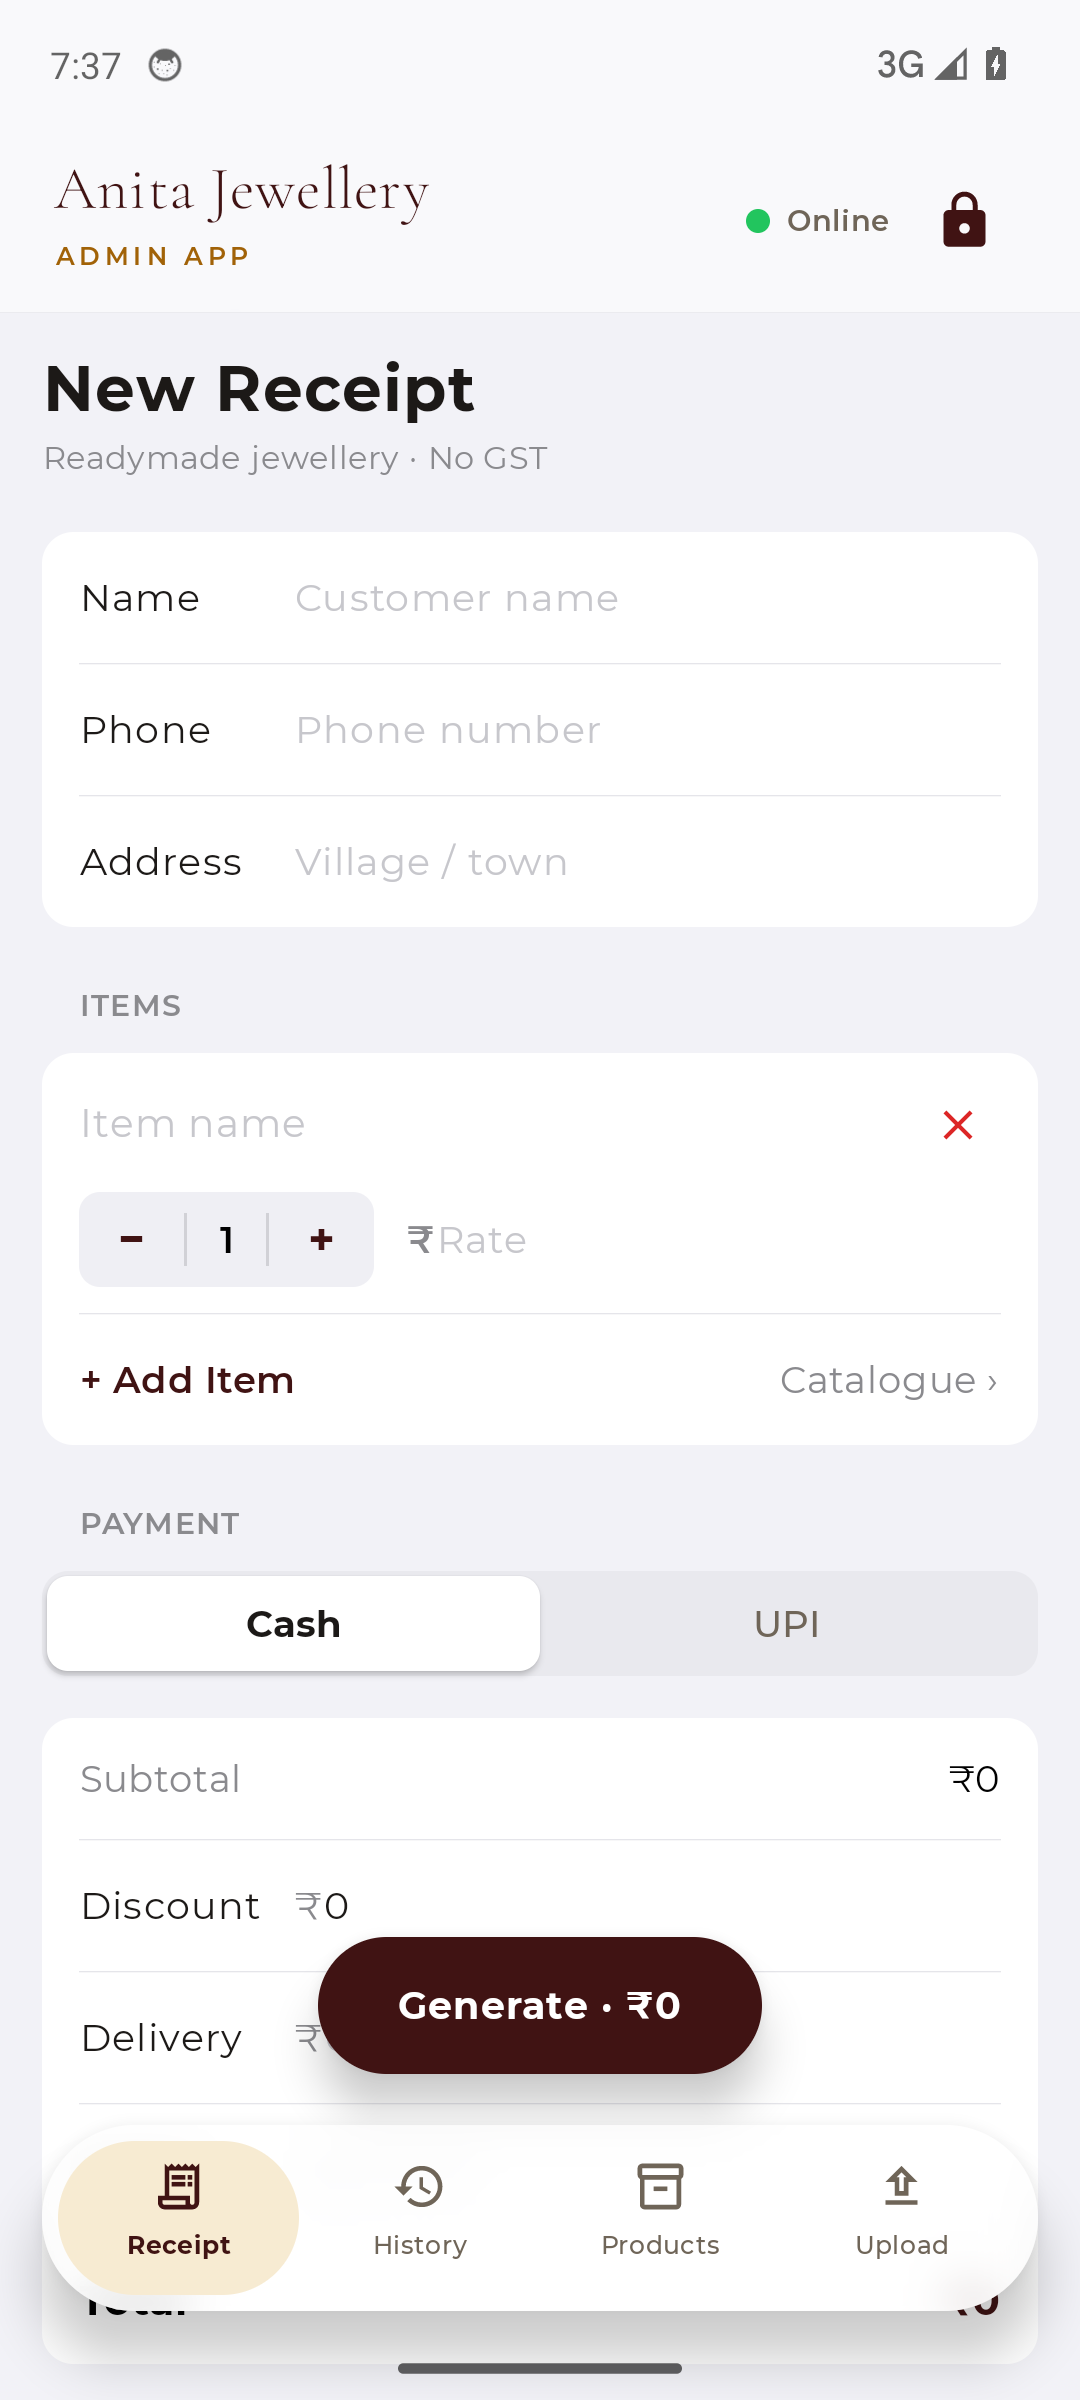 7:37
3G
Anita Jewellery
ADMIN APP
Online
New Receipt
Readymade jewellery · No GST
Name Customer name
Phone Phone number
Address Village / town
ITEMS
Item name
− 1 + ₹ Rate
+ Add Item Catalogue ›
PAYMENT
Cash UPI
Subtotal ₹0
Discount ₹0
Generate · ₹0
Delivery ₹
Receipt History Products Upload
Total ₹0